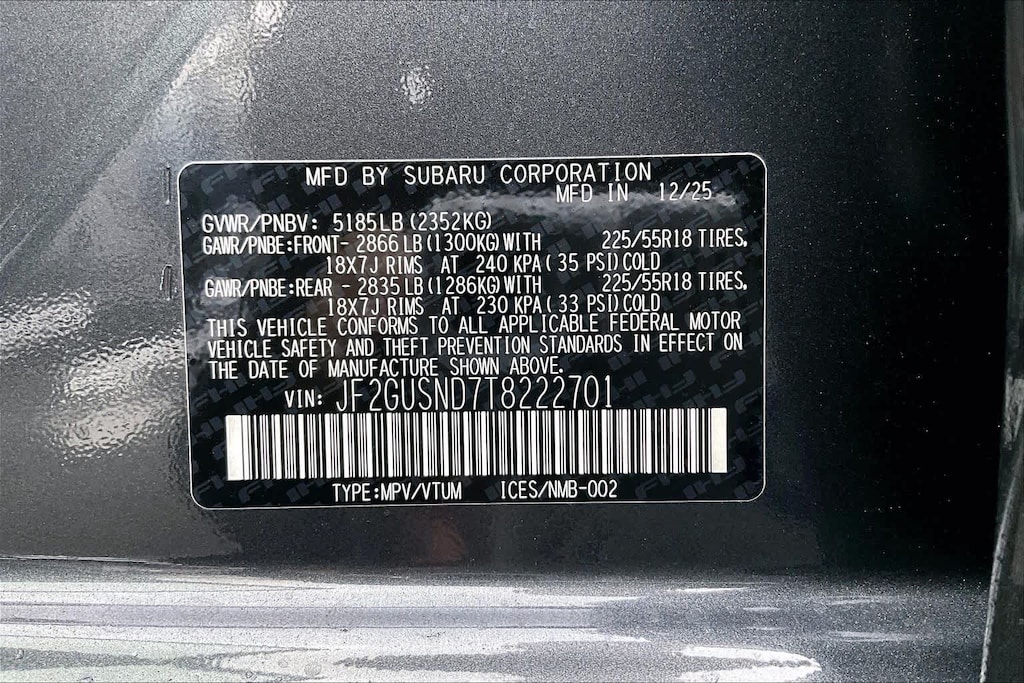 MFD BY SUBARU CORPORATION
MFD IN 12/25
GVWR/PNBV: 5185LB (2352KG)
GAWR/PNBE:FRONT- 2866 LB (1300KG) WITH 225/55R18 TIRES,
18X7J RIMS AT 240 KPA ( 35 PSI) COLD
GAWR/PNBE:REAR - 2835 LB (1286KG) WITH 225/55R18 TIRES,
18X7J RIMS AT 230 KPA ( 33 PSI) COLD
THIS VEHICLE CONFORMS TO ALL APPLICABLE FEDERAL MOTOR
VEHICLE SAFETY AND THEFT PREVENTION STANDARDS IN EFFECT ON
THE DATE OF MANUFACTURE SHOWN ABOVE.
VIN: JF2GUSND7T8222701
TYPE:MPV/VTUM ICES/NMB-002